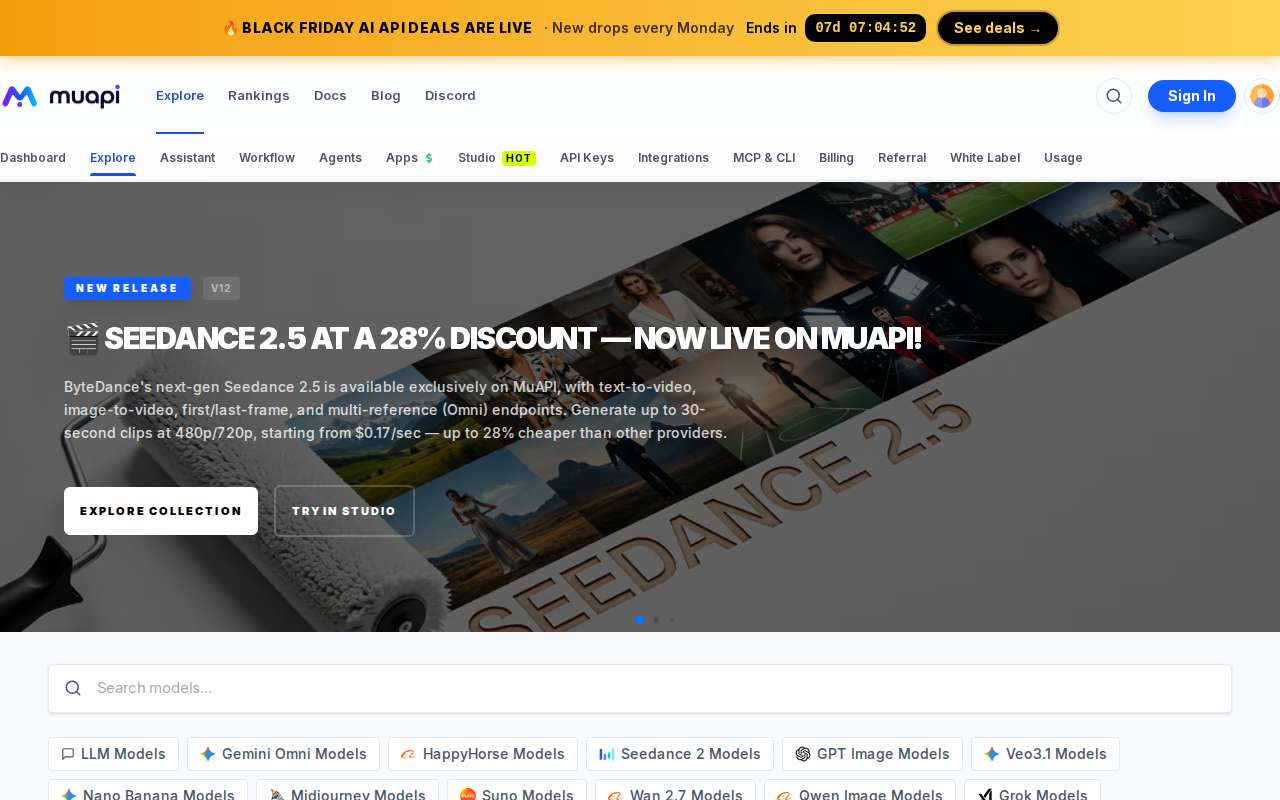 🔥 BLACK FRIDAY AI API DEALS ARE LIVE · New drops every Monday Ends in 07d 07:04:52 See deals →
muapi Explore Rankings Docs Blog Discord Sign In
Dashboard Explore Assistant Workflow Agents Apps $ Studio HOT API Keys Integrations MCP & CLI Billing Referral White Label Usage
NEW RELEASE V12
🎬 SEEDANCE 2.5 AT A 28% DISCOUNT — NOW LIVE ON MUAPI!
ByteDance's next-gen Seedance 2.5 is available exclusively on MuAPI, with text-to-video,
image-to-video, first/last-frame, and multi-reference (Omni) endpoints. Generate up to 30-
second clips at 480p/720p, starting from $0.17/sec — up to 28% cheaper than other providers.
EXPLORE COLLECTION TRY IN STUDIO
SEEDANCE 2.5
Search models...
LLM Models Gemini Omni Models HappyHorse Models Seedance 2 Models GPT Image Models Veo3.1 Models
Nano Banana Models Midjourney Models Suno Models Wan 2.7 Models Qwen Image Models Grok Models